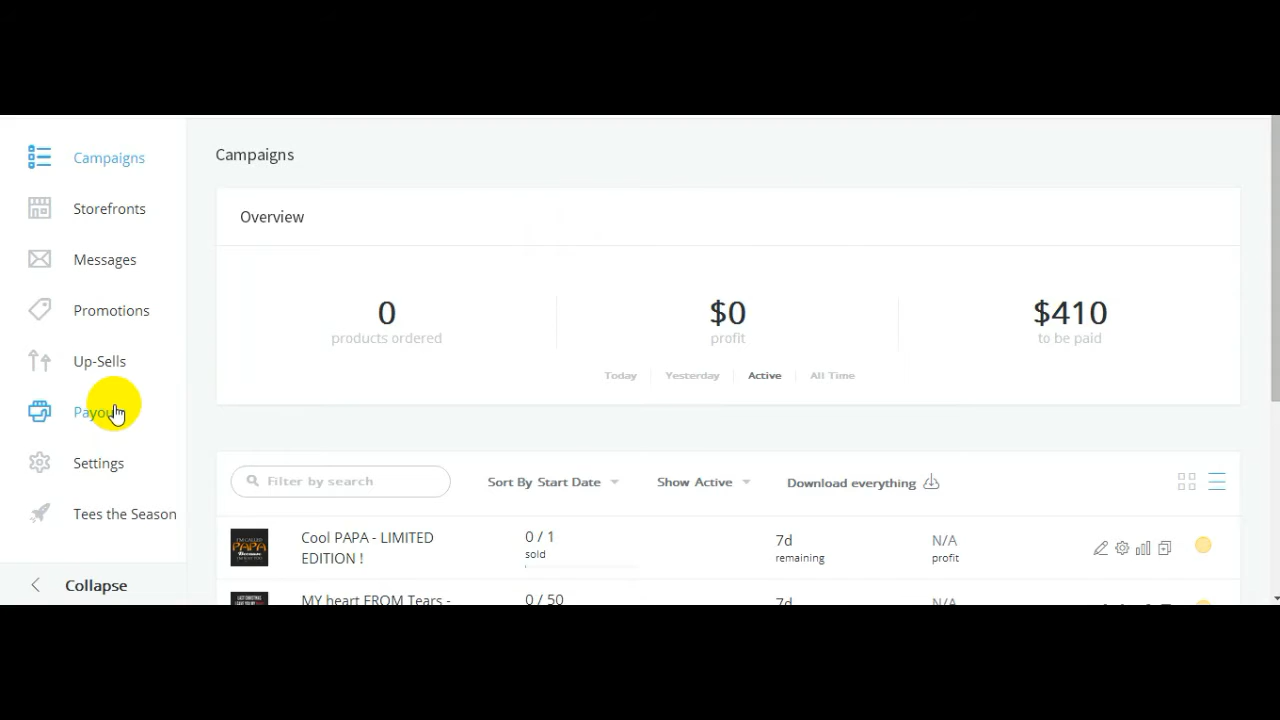 Campaigns
Storefronts
Messages
Promotions
Up-Sells
Payou
Settings
Tees the Season
Collapse
Campaigns
Overview
0
products ordered
$0
profit
$410
to be paid
Today
Yesterday
Active
All Time
Filter by search
Sort By Start Date
Show Active
Download everything
PAPA
Cool PAPA - LIMITED
EDITION !
0 / 1
sold
7d
remaining
N/A
profit
MY heart FROM Tears -
0 / 50
7d
N/A